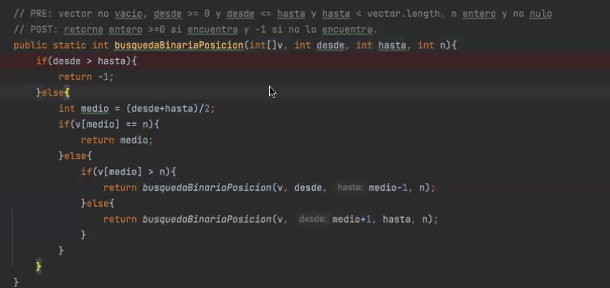 // PRE: vector no vacio, desde >= 0 y desde <= hasta y hasta < vector.length, n entero y no nulo
// POST: retorna entero >=0 si encuentra y -1 si no lo encuentra.
public static int busquedaBinariaPosicion(int[]v, int desde, int hasta, int n){
if(desde > hasta){
return -1;
}else{
int medio = (desde+hasta)/2;
if(v[medio] == n){
return medio;
}else{
if(v[medio] > n){
return busquedaBinariaPosicion(v, desde, hasta: medio-1, n);
}else{
return busquedaBinariaPosicion(v, desde: medio+1, hasta, n);
}
}
}
}